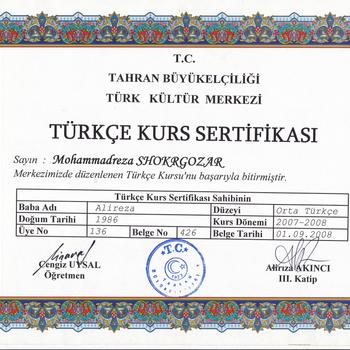 T.C.
TAHRAN BÜYÜKELÇİLİĞİ
TÜRK KÜLTÜR MERKEZİ
TÜRKÇE KURS SERTİFİKASI
Sayın : Mohammadreza SHOKRGOZAR
Merkezimizde düzenlenen Türkçe Kursu'nu başarıyla bitirmiştir.
Türkçe Kurs Sertifikası Sahibinin
Baba Adı Alireza Düzeyi Orta Türkçe
Doğum Tarihi 1986 Kurs Dönemi 2007-2008
Üye No 136 Belge No 426 Belge Tarihi 01.09.2008
T.C.
Cengiz UYSAL
Öğretmen
Alirıza AKINCI
III. Katip